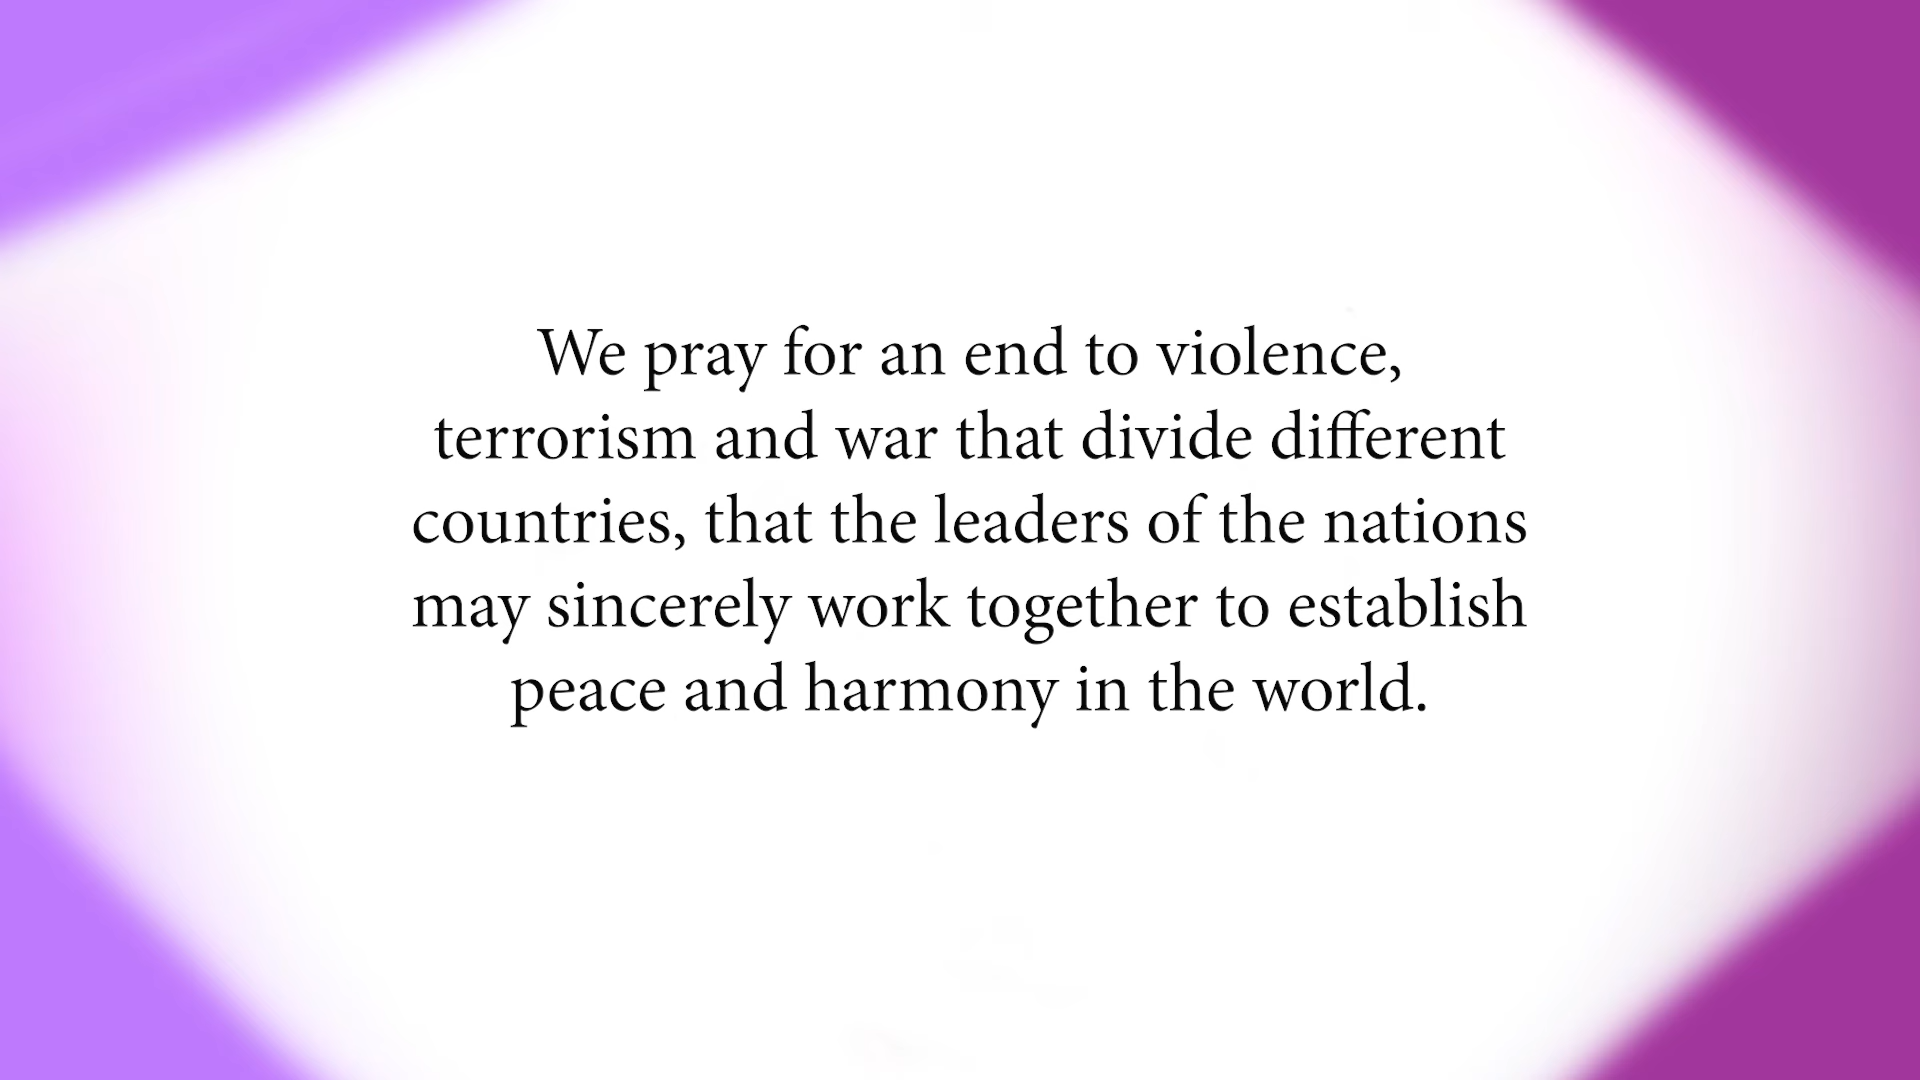 We pray for an end to violence,
terrorism and war that divide different
countries, that the leaders of the nations
may sincerely work together to establish
peace and harmony in the world.